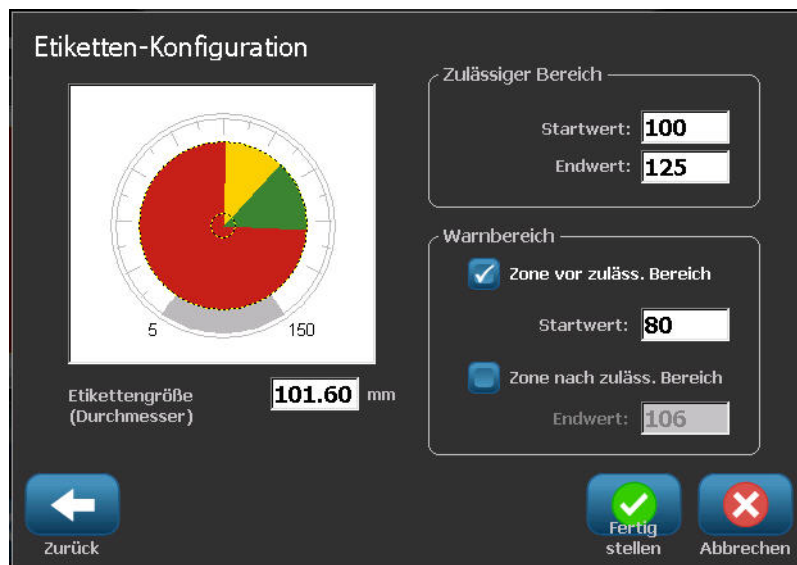 Etiketten-Konfiguration
5
150
Etikettengröße
(Durchmesser)
101.60 mm
Zulässiger Bereich
Startwert: 100
Endwert: 125
Warnbereich
Zone vor zuläss. Bereich
Startwert: 80
Zone nach zuläss. Bereich
Endwert: 106
Zurück
Fertig
stellen
Abbrechen